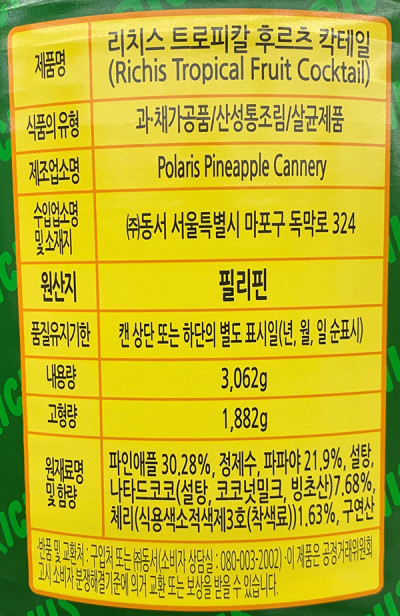 제품명
리치스 트로피칼 후르츠 칵테일
(Richis Tropical Fruit Cocktail)
식품의 유형
과·채가공품/산성통조림/살균제품
제조업소명
Polaris Pineapple Cannery
수입업소명
및 소재지
㈜동서 서울특별시 마포구 독막로 324
원산지
필리핀
품질유지기한
캔 상단 또는 하단의 별도 표시일(년, 월, 일 순표시)
내용량
3,062g
고형량
1,882g
원재료명
및 함량
파인애플 30.28%, 정제수, 파파야 21.9%, 설탕,
나타드코코(설탕, 코코넛밀크, 빙초산)7.68%,
체리(식용색소적색제3호(착색료))1.63%, 구연산
·반품 및 교환처 : 구입처 또는 ㈜동서(소비자 상담실 : 080-003-2002) ·이 제품은 공정거래위원회
고시 소비자 분쟁해결기준에 의거 교환 또는 보상을 받을 수 있습니다.